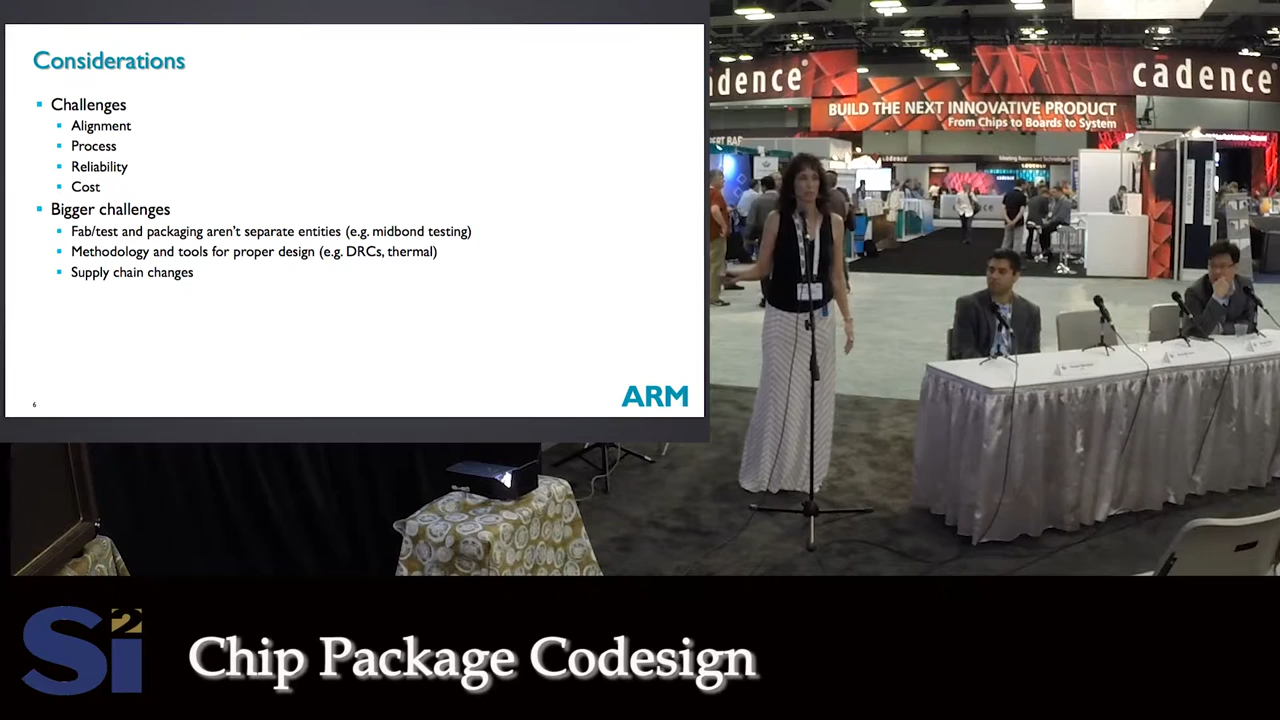 Considerations
Challenges
Alignment
Process
Reliability
Cost
Bigger challenges
Fab/test and packaging aren't separate entities (e.g. midbond testing)
Methodology and tools for proper design (e.g. DRCs, thermal)
Supply chain changes
6
ARM
cādence®
BUILD THE NEXT INNOVATIVE PRODUCT
From Chips to Boards to System
cādence
Si2
Chip Package Codesign